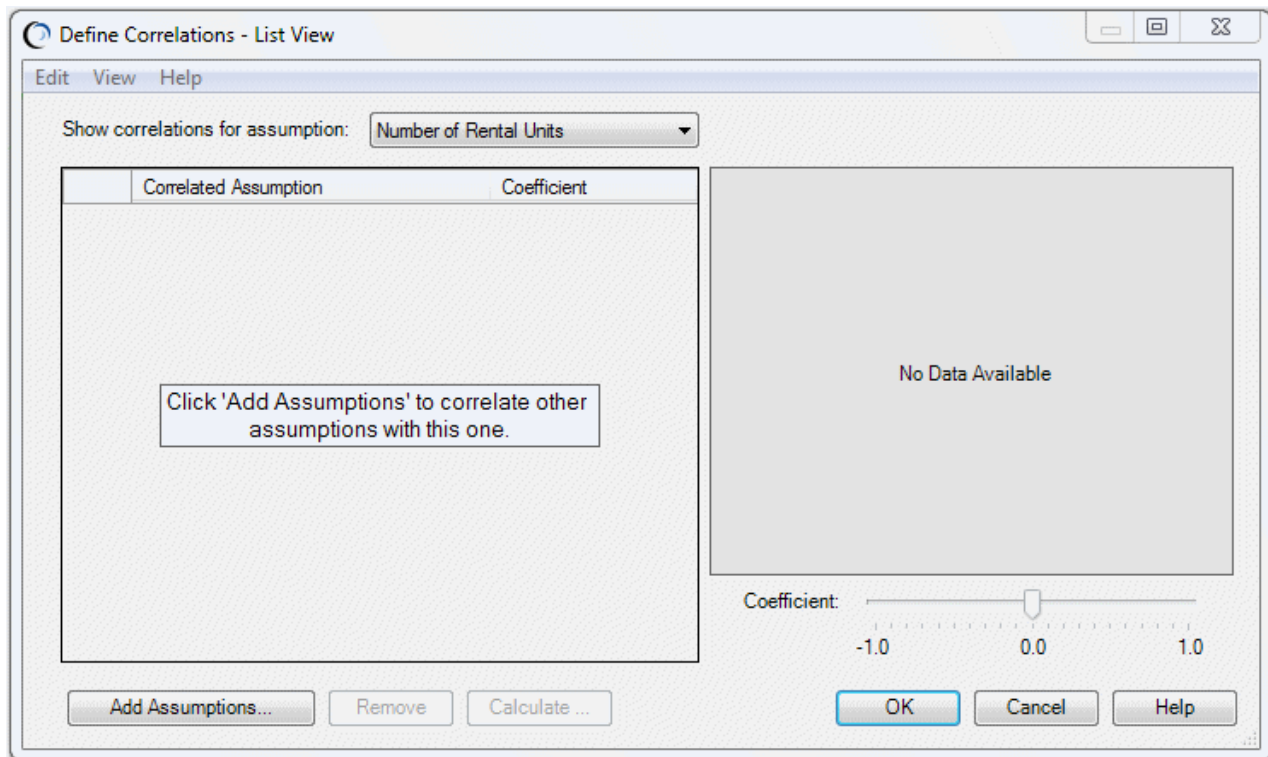 Define Correlations - List View
Edit View Help
Show correlations for assumption: Number of Rental Units
Correlated Assumption Coefficient
Click 'Add Assumptions' to correlate other
assumptions with this one.
No Data Available
Coefficient:
-1.0 0.0 1.0
Add Assumptions... Remove Calculate ... OK Cancel Help